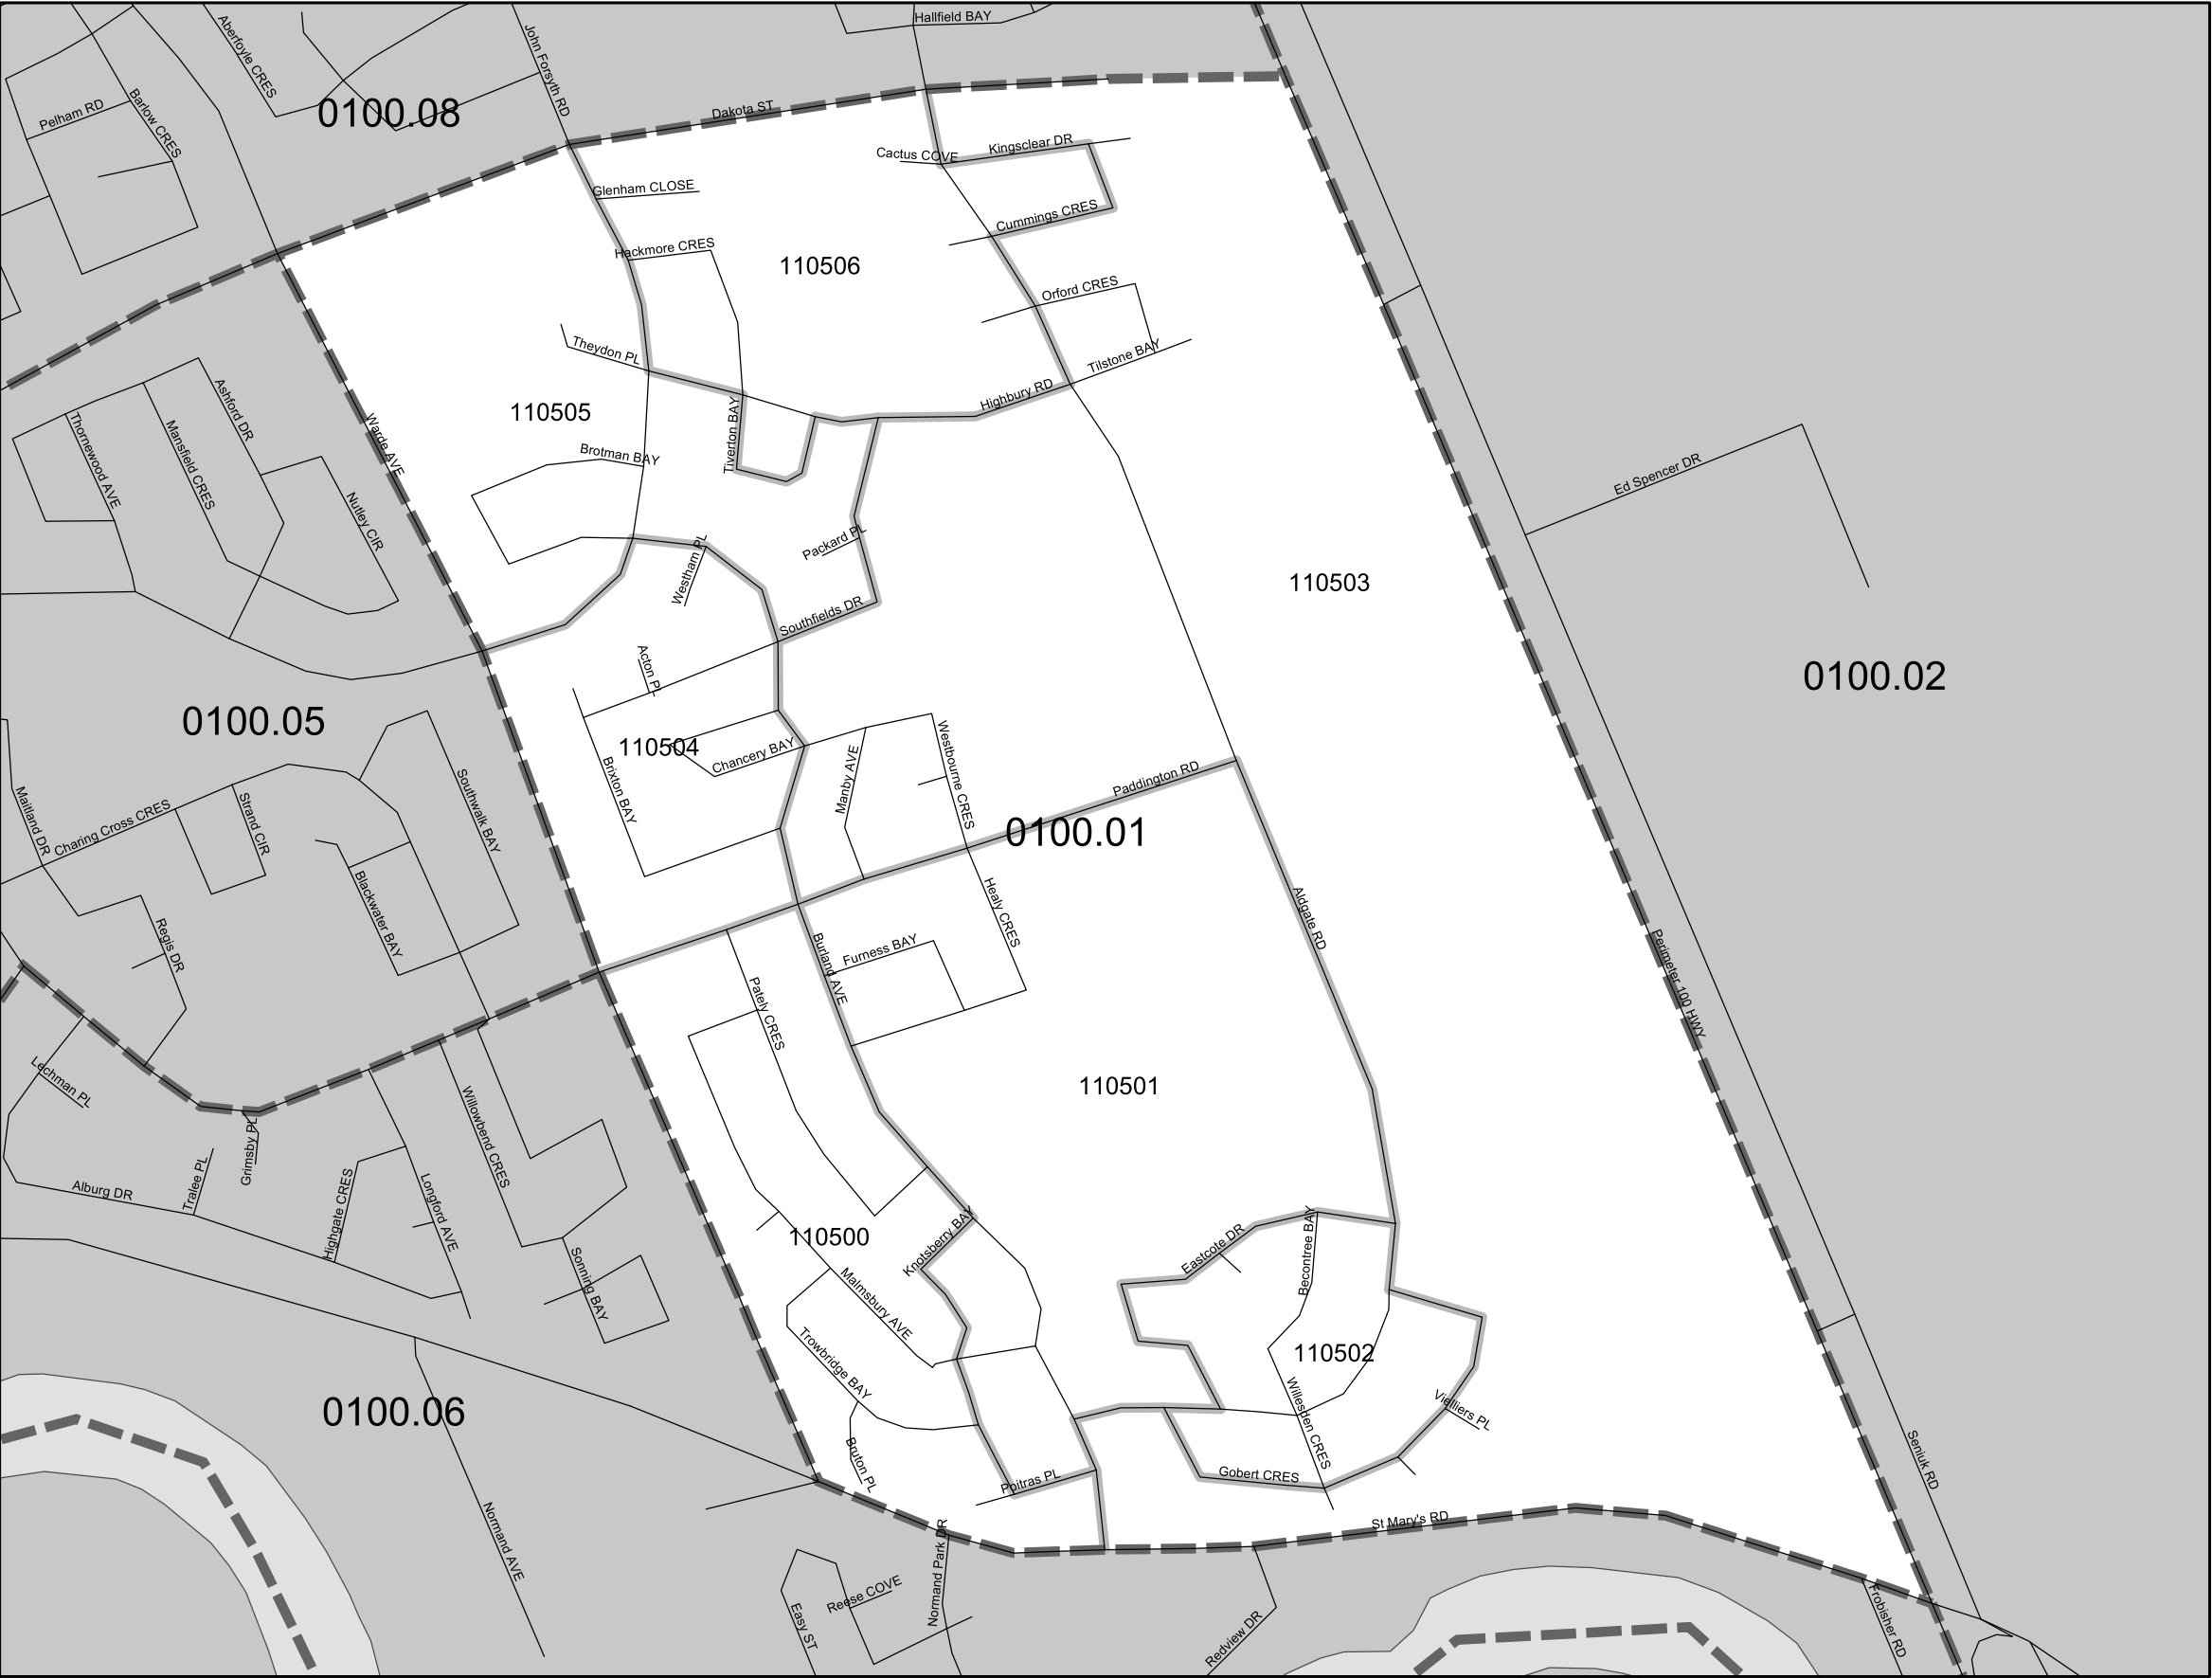 Hallfield BAY
Aberfoyle CRES
John Forsyth RD
Pelham RD
Barlow CRES
0100.08
Dakota ST
Cactus COVE
Kingsclear DR
Glenham CLOSE
Cummings CRES
Hackmore CRES
110506
Orford CRES
Theydon PL
Tilstone BAY
Highbury RD
110505
Ashford DR
Thornewood AVE
Mansfield CRES
Warde AVE
Tiverton BAY
Brotman BAY
Ed Spencer DR
Nutley CIR
Packard PL
Westham PL
110503
Southfields DR
Acton PL
0100.02
0100.05
110504
Chancery BAY
Brixton BAY
Manby AVE
Westbourne CRES
Paddington RD
Southwalk BAY
Maitland DR
Charing Cross CRES
Strand CIR
0100.01
Blackwater BAY
Healy CRES
Aldgate RD
Regis DR
Burland AVE
Furness BAY
Perimeter 100 HWY
Pately CRES
Lechman PL
110501
Grimsby PL
Willowbend CRES
Alburg DR
Tralee PL
Highgate CRES
Longford AVE
110500
Knotsberry BAY
Eastcote DR
Becontree BAY
Sonning BAY
Malmsbury AVE
Trowbridge BAY
110502
0100.06
Willesden CRES
Vielliers PL
Bruton PL
Poitras PL
Gobert CRES
Seniuk RD
Normand AVE
St Mary's RD
Normand Park DR
Reese COVE
Easy ST
Redview DR
Frobisher RD